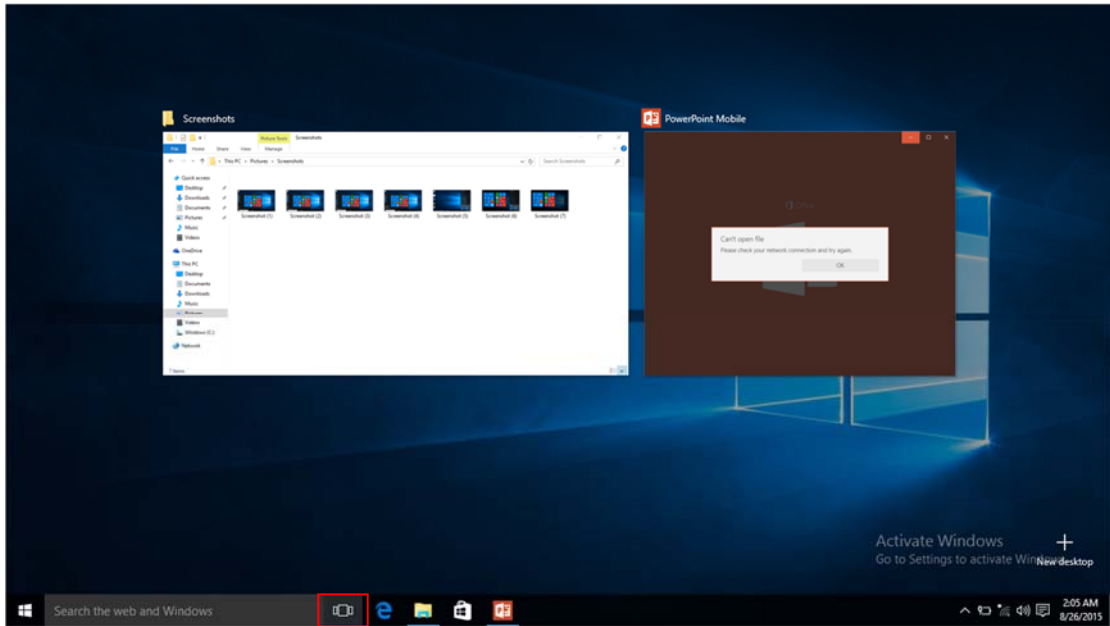 Screenshots
Picture Tools Screenshots
File Home Share View Manage
This PC > Pictures > Screenshots
Search Screenshots
Quick access
Desktop
Downloads
Documents
Pictures
Music
Videos
OneDrive
This PC
Desktop
Documents
Downloads
Music
Pictures
Videos
Windows (C:)
Network
Screenshot (1) Screenshot (2) Screenshot (3) Screenshot (4) Screenshot (5) Screenshot (6) Screenshot (7)
7 items
PowerPoint Mobile
Office
Can't open file
Please check your network connection and try again.
OK
Activate Windows
Go to Settings to activate
New desktop
Search the web and Windows
2:05 AM
8/26/2015